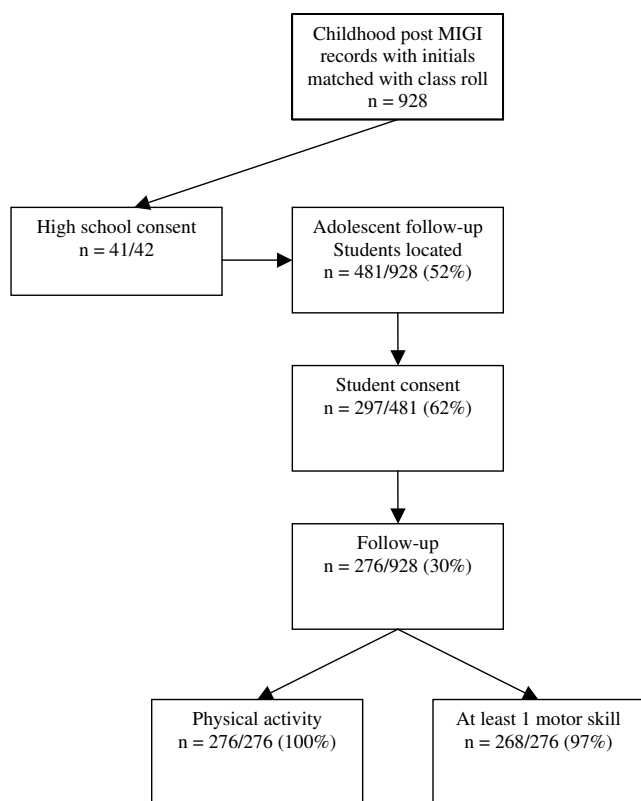 Childhood post MIGI
records with initials
matched with class roll
n = 928
High school consent
n = 41/42
Adolescent follow-up
Students located
n = 481/928 (52%)
Student consent
n = 297/481 (62%)
Follow-up
n = 276/928 (30%)
Physical activity
n = 276/276 (100%)
At least 1 motor skill
n = 268/276 (97%)